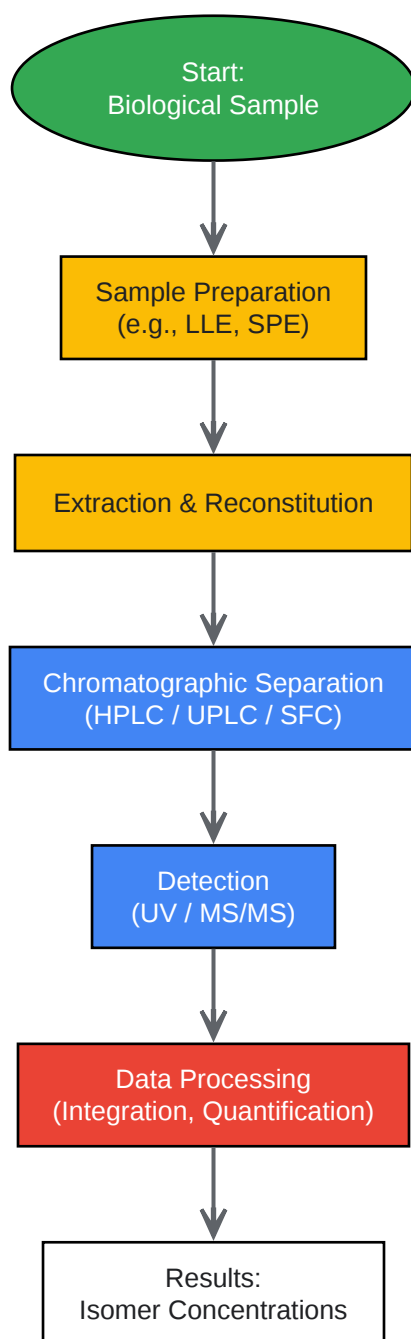 Start:
Biological Sample
Sample Preparation
(e.g., LLE, SPE)
Extraction & Reconstitution
Chromatographic Separation
(HPLC / UPLC / SFC)
Detection
(UV / MS/MS)
Data Processing
(Integration, Quantification)
Results:
Isomer Concentrations